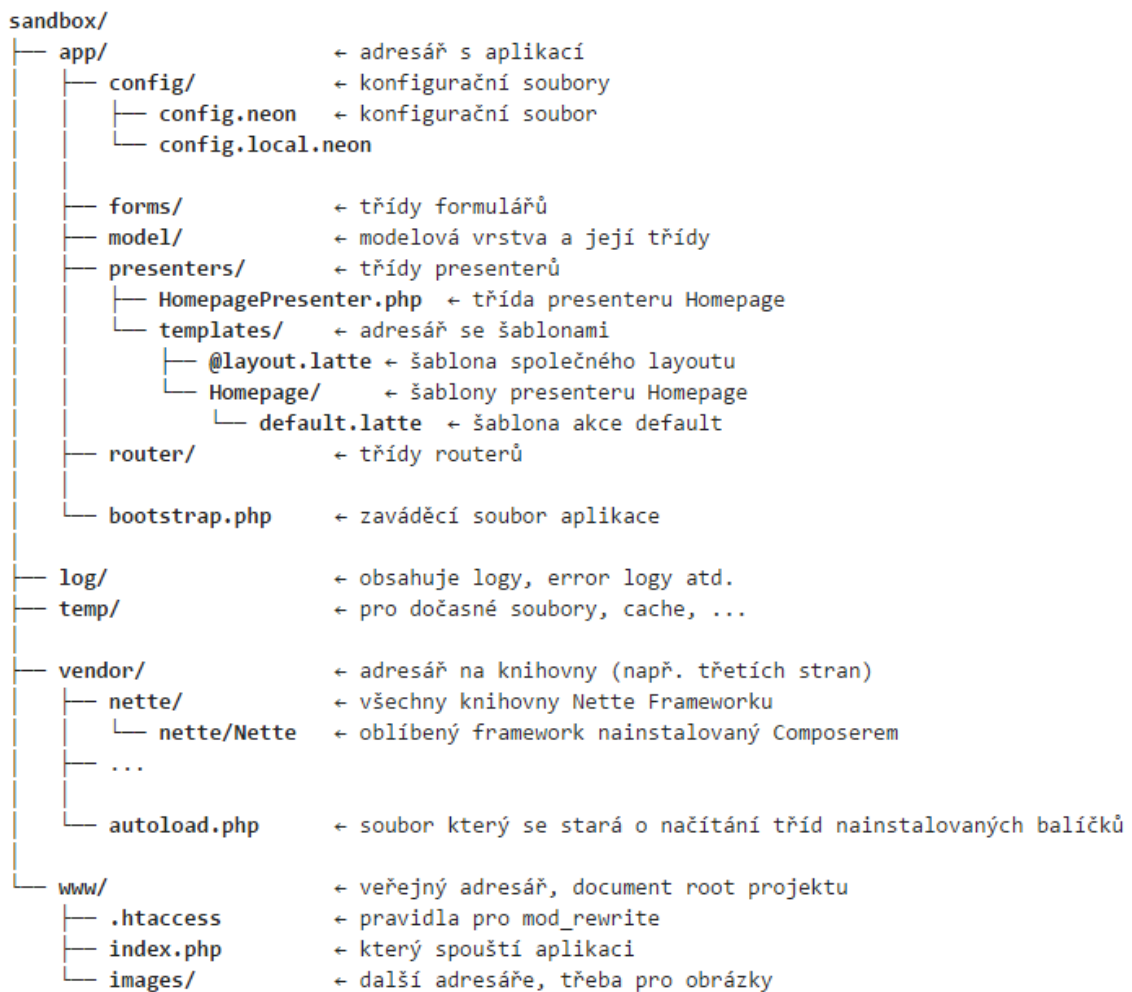 sandbox/
├── app/ ← adresář s aplikací
│ ├── config/ ← konfigurační soubory
│ │ ├── config.neon ← konfigurační soubor
│ │ └── config.local.neon
│ │
│ ├── forms/ ← třídy formulářů
│ ├── model/ ← modelová vrstva a její třídy
│ ├── presenters/ ← třídy presenterů
│ │ ├── HomepagePresenter.php ← třída presenteru Homepage
│ │ └── templates/ ← adresář se šablonami
│ │ ├── @layout.latte ← šablona společného layoutu
│ │ └── Homepage/ ← šablony presenteru Homepage
│ │ └── default.latte ← šablona akce default
│ ├── router/ ← třídy routerů
│ │
│ └── bootstrap.php ← zaváděcí soubor aplikace
│
├── log/ ← obsahuje logy, error logy atd.
├── temp/ ← pro dočasné soubory, cache, ...
│
├── vendor/ ← adresář na knihovny (např. třetích stran)
│ ├── nette/ ← všechny knihovny Nette Frameworku
│ │ └── nette/Nette ← oblíbený framework nainstalovaný Composerem
│ ├── ...
│ │
│ └── autoload.php ← soubor který se stará o načítání tříd nainstalovaných balíčků
│
└── www/ ← veřejný adresář, document root projektu
├── .htaccess ← pravidla pro mod_rewrite
├── index.php ← který spouští aplikaci
└── images/ ← další adresáře, třeba pro obrázky